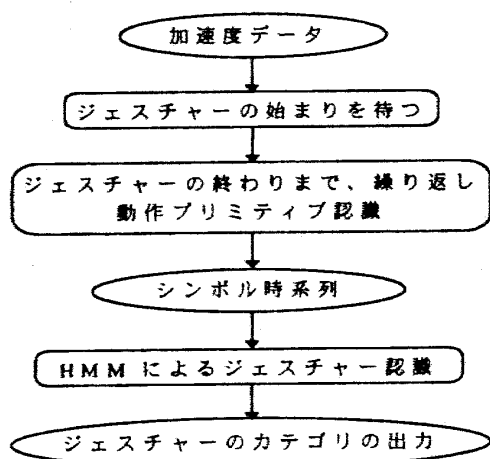 加速度データ
ジェスチャーの始まりを待つ
ジェスチャーの終わりまで、繰り返し
動作プリミティブ認識
シンボル時系列
HMMによるジェスチャー認識
ジェスチャーのカテゴリの出力